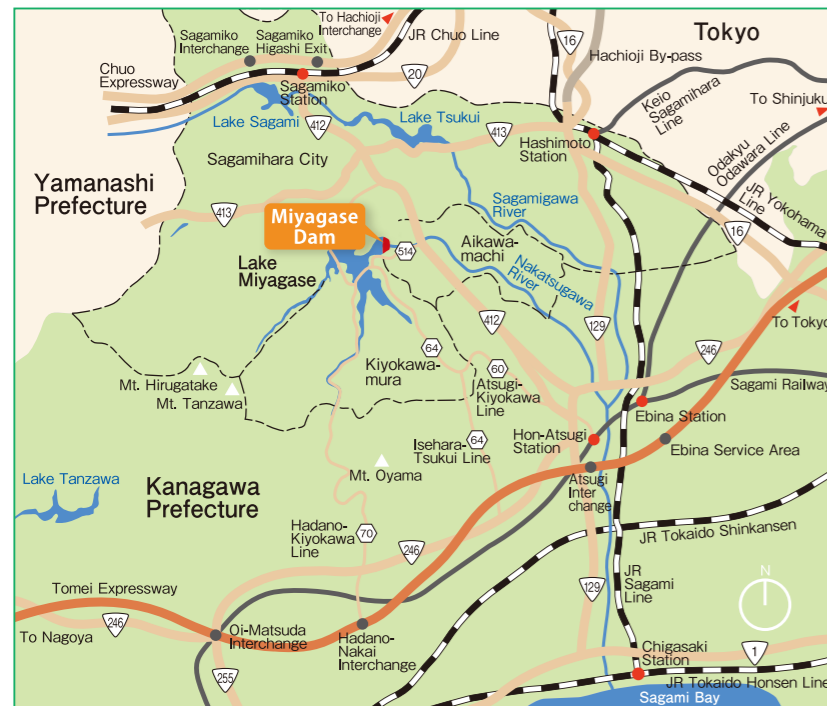 To Hachioji
Interchange
Tokyo
Sagamiko
Interchange
Sagamiko
Higashi Exit
JR Chuo Line
16
Hachioji By-pass
Chuo
Expressway
20
Sagamiko
Station
Keio
Sagamihara
Line
To Shinjuku
Lake Sagami
412
Lake Tsukui
413
Hashimoto
Station
Odakyu
Odawara Line
Sagamihara City
Yamanashi
Prefecture
Sagamigawa
River
JR Yokohama
Line
413
Miyagase
Dam
514
Aikawa-
machi
16
Lake
Miyagase
Nakatsugawa
River
To Tokyo
412
129
246
64
Kiyokawa-
mura
60
Atsugi-
Kiyokawa
Line
Sagami Railway
Mt. Hirugatake
Mt. Tanzawa
Ebina Station
Isehara-
Tsukui Line
64
Hon-Atsugi
Station
Ebina Service Area
Mt. Oyama
Lake Tanzawa
Atsugi
Inter
change
Kanagawa
Prefecture
Hadano-
Kiyokawa
Line
70
246
JR Tokaido Shinkansen
Tomei Expressway
129
JR
Sagami
Line
N
246
To Nagoya
Oi-Matsuda
Interchange
Hadano-
Nakai
Interchange
Chigasaki
Station
1
255
JR Tokaido Honsen Line
Sagami Bay